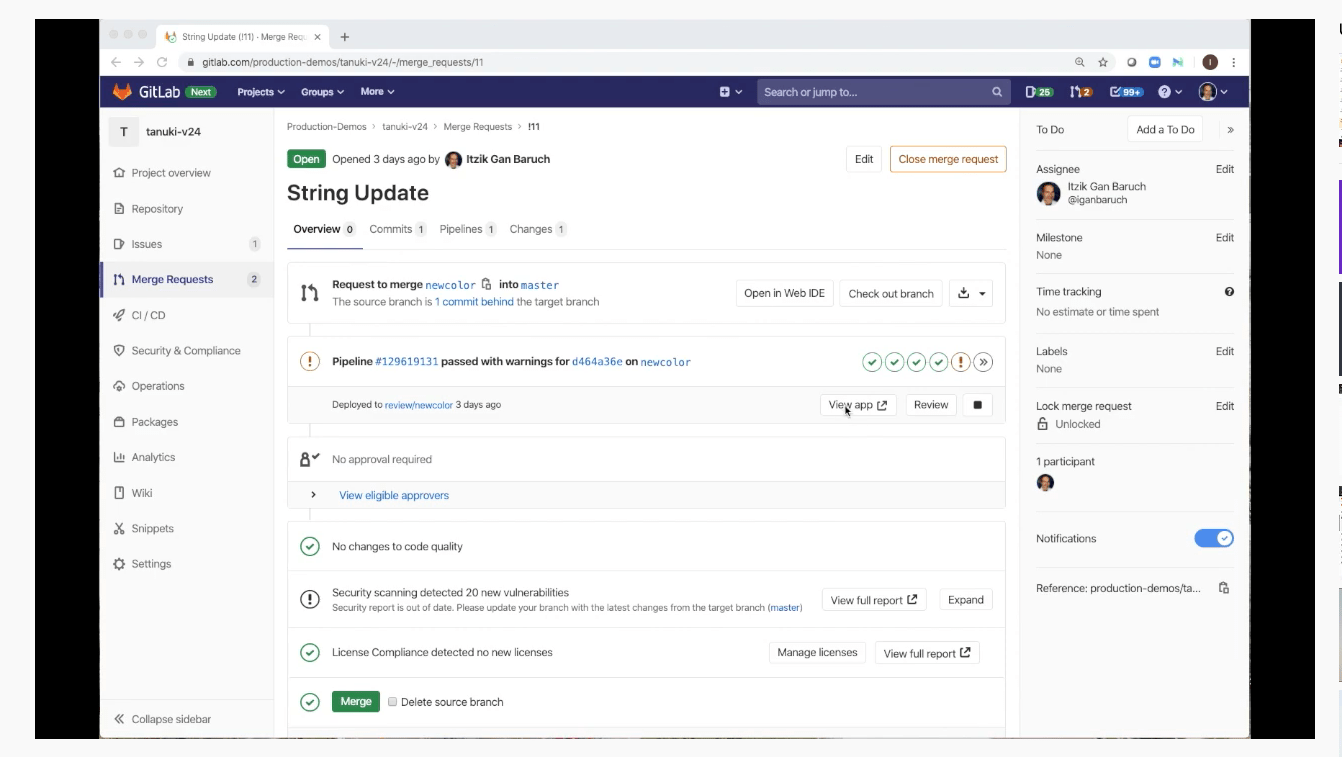 String Update (!11) · Merge Req
gitlab.com/production-demos/tanuki-v24/-/merge_requests/11
GitLab Next Projects Groups More Search or jump to... 25 2 99+
T tanuki-v24
Project overview
Repository
Issues 1
Merge Requests 2
CI / CD
Security & Compliance
Operations
Packages
Analytics
Wiki
Snippets
Settings
Collapse sidebar
Production-Demos > tanuki-v24 > Merge Requests > !11
Open Opened 3 days ago by Itzik Gan Baruch Edit Close merge request
String Update
Overview 0 Commits 1 Pipelines 1 Changes 1
Request to merge newcolor into master
The source branch is 1 commit behind the target branch
Open in Web IDE Check out branch
Pipeline #129619131 passed with warnings for d464a36e on newcolor
Deployed to review/newcolor 3 days ago View app Review
No approval required
View eligible approvers
No changes to code quality
Security scanning detected 20 new vulnerabilities
Security report is out of date. Please update your branch with the latest changes from the target branch (master)
View full report Expand
License Compliance detected no new licenses Manage licenses View full report
Merge Delete source branch
To Do Add a To Do
Assignee Edit
Itzik Gan Baruch
@iganbaruch
Milestone Edit
None
Time tracking
No estimate or time spent
Labels Edit
None
Lock merge request Edit
Unlocked
1 participant
Notifications
Reference: production-demos/ta...